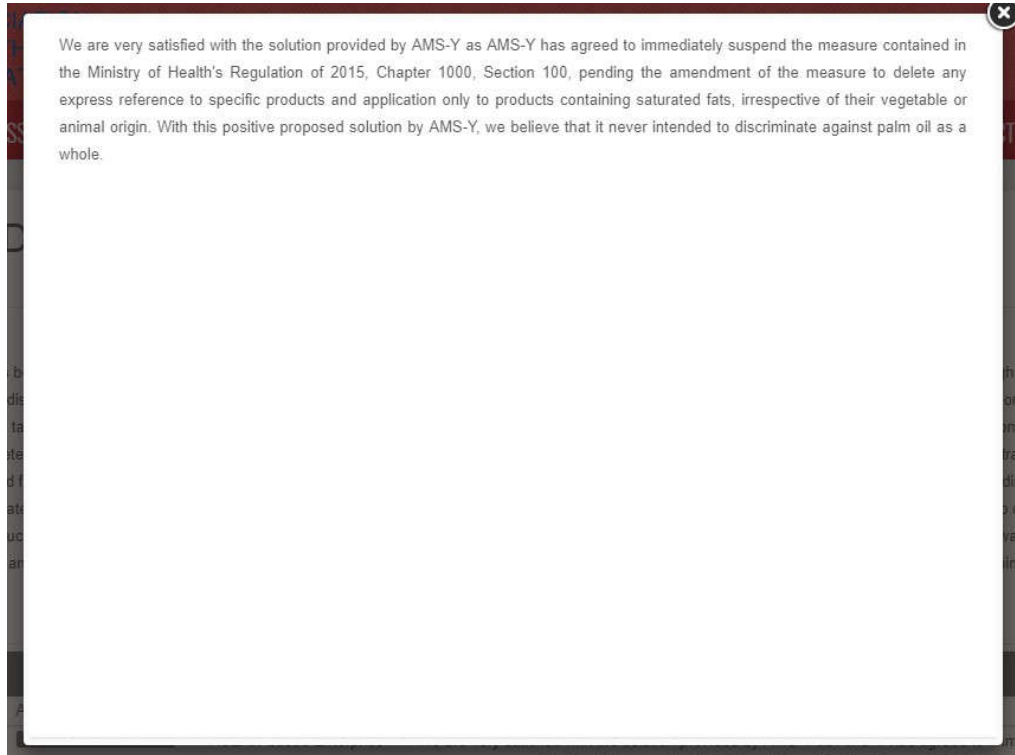 We are very satisfied with the solution provided by AMS-Y as AMS-Y has agreed to immediately suspend the measure contained in
the Ministry of Health's Regulation of 2015, Chapter 1000, Section 100, pending the amendment of the measure to delete any
express reference to specific products and application only to products containing saturated fats, irrespective of their vegetable or
animal origin. With this positive proposed solution by AMS-Y, we believe that it never intended to discriminate against palm oil as a
whole.